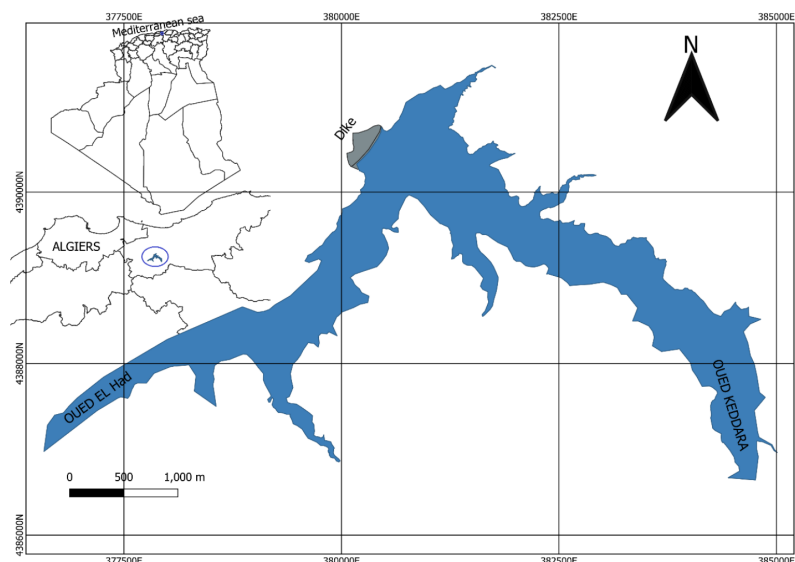 377500E 380000E 382500E 385000E
Mediterranean sea
N
Dike
4390000N
ALGIERS
4388000N
OUED EL Had
OUED KEDDARA
0 500 1,000 m
4386000N
377500E 380000E 382500E 385000E